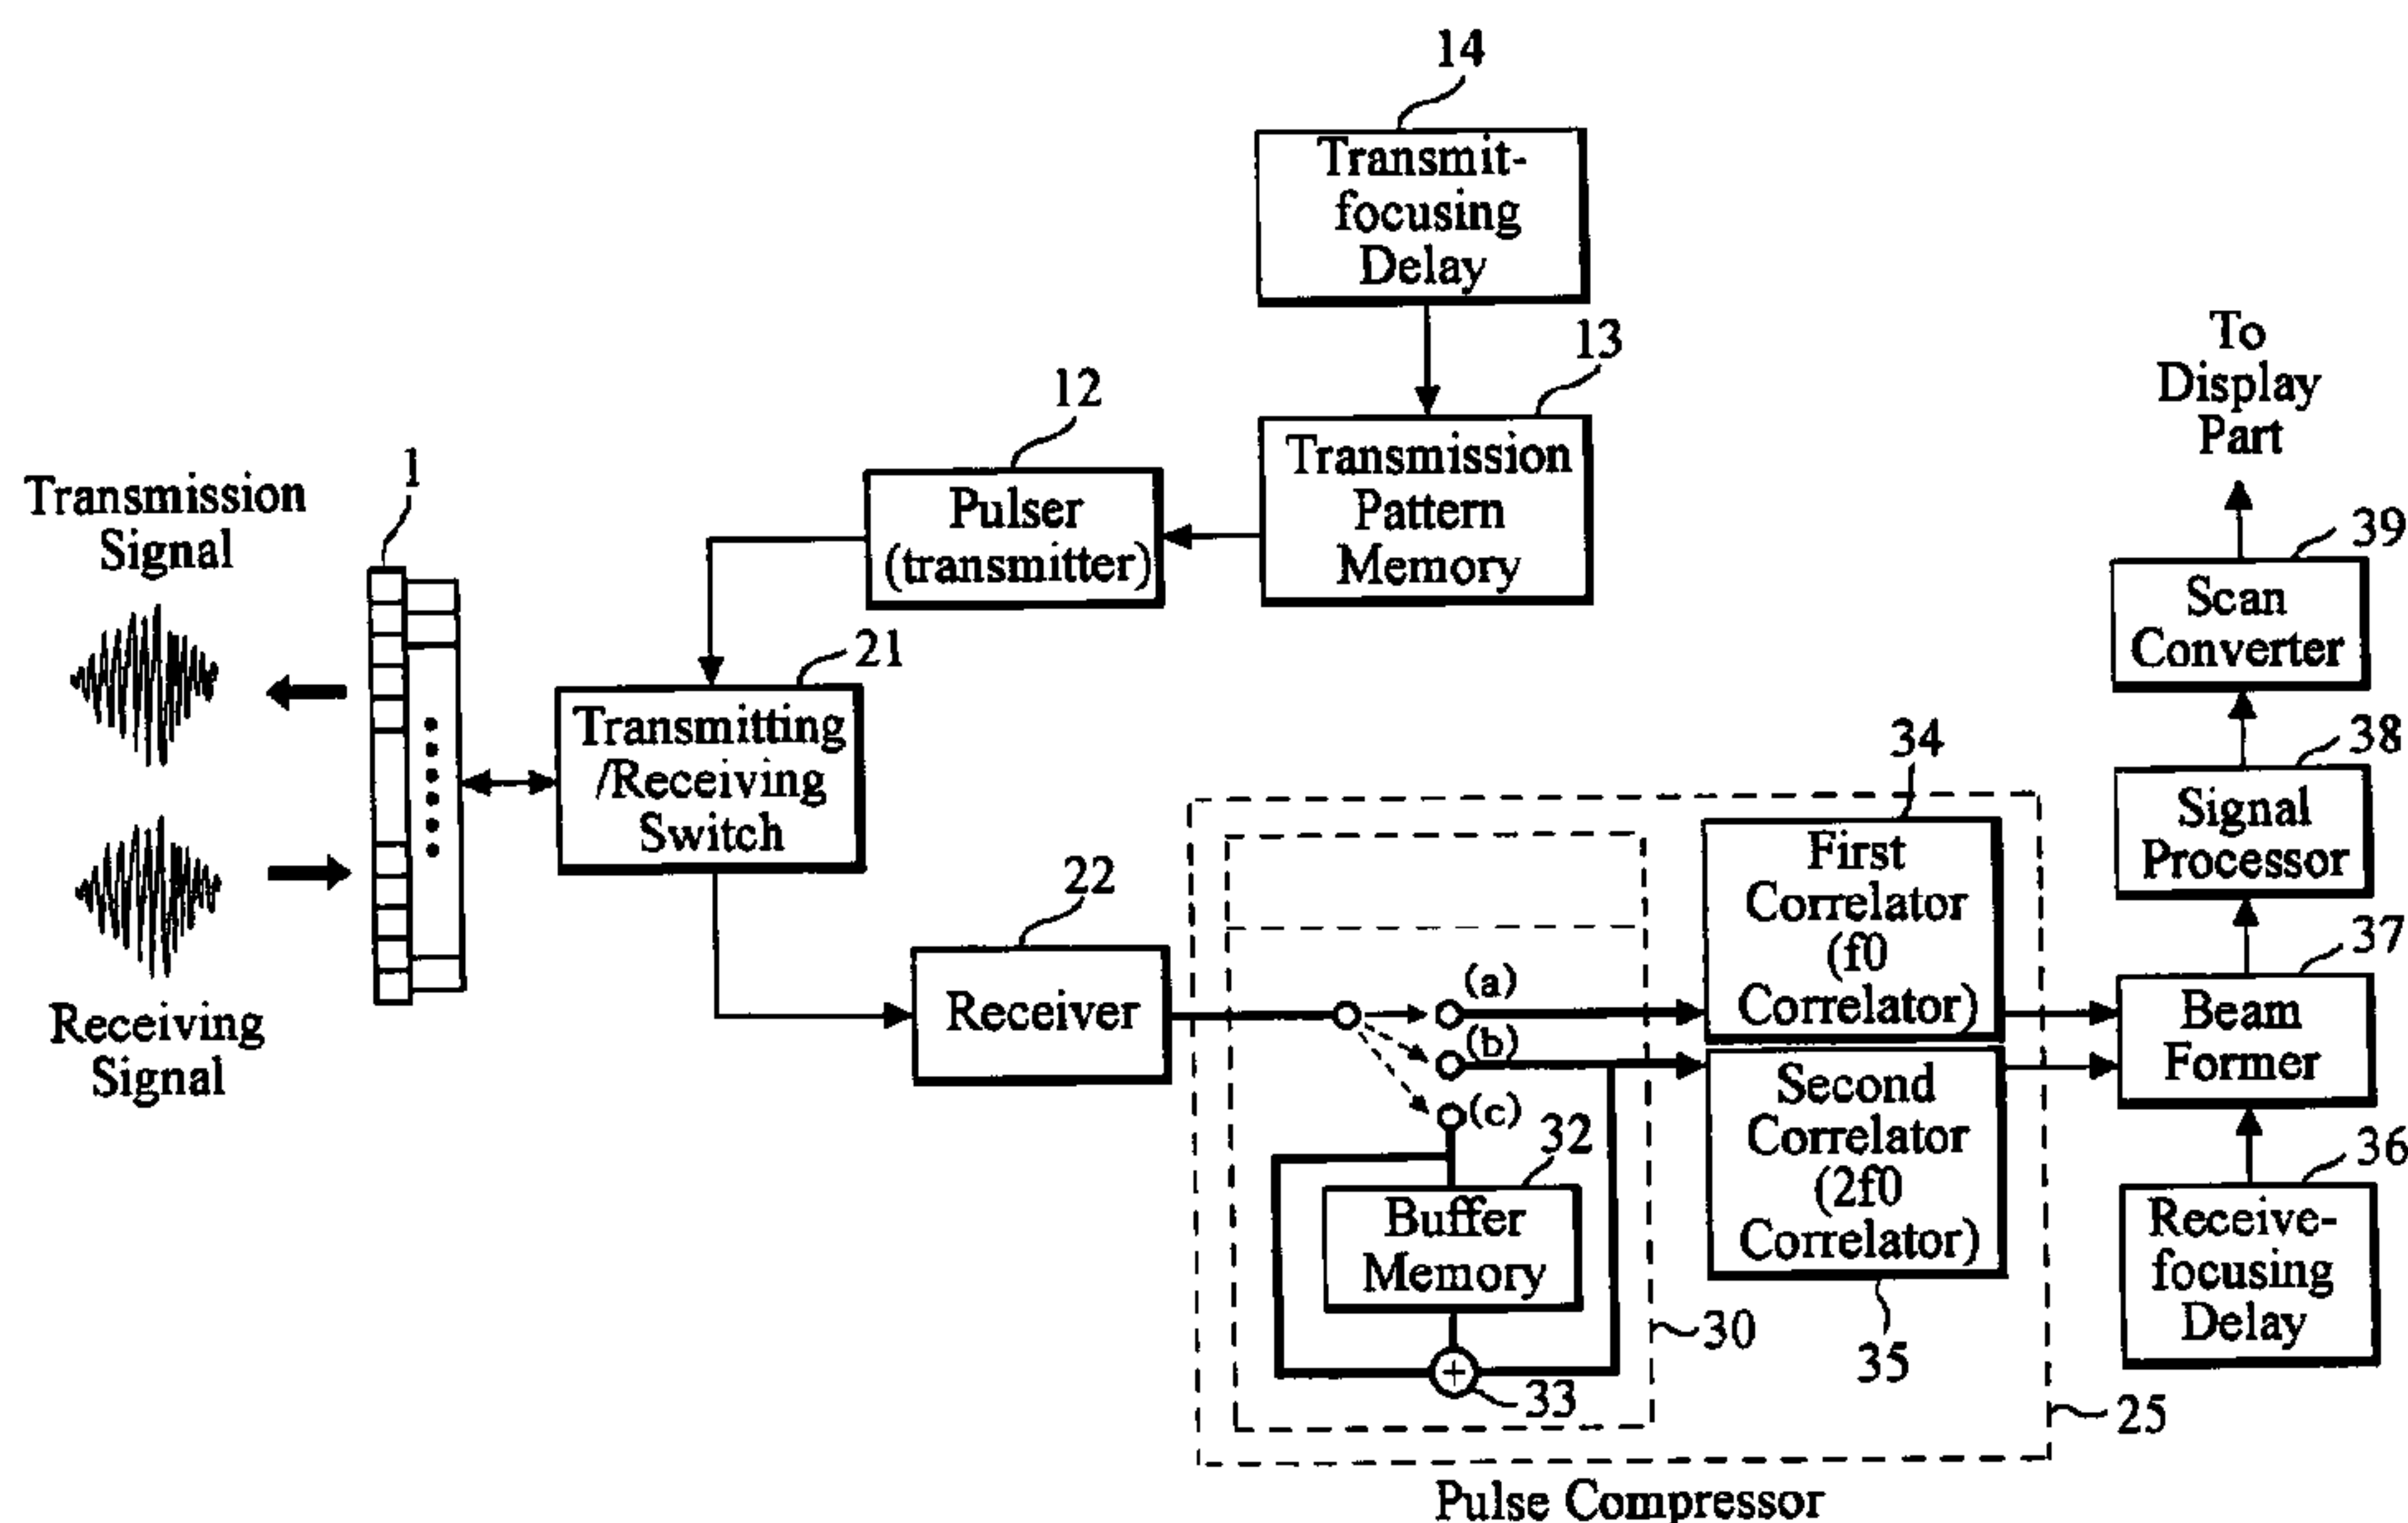 14
Transmit-
focusing
Delay
13
Transmission
Pattern
Memory
12
Pulser
(transmitter)
To
Display
Part
39
Scan
Converter
38
Signal
Processor
37
Beam
Former
36
Receive-
focusing
Delay
1
Transmission
Signal
Receiving
Signal
21
Transmitting
/Receiving
Switch
22
Receiver
(a)
(b)
(c)
32
Buffer
Memory
+
33
30
34
First
Correlator
(f0
Correlator)
Second
Correlator
(2f0
Correlator)
35
25
Pulse Compressor